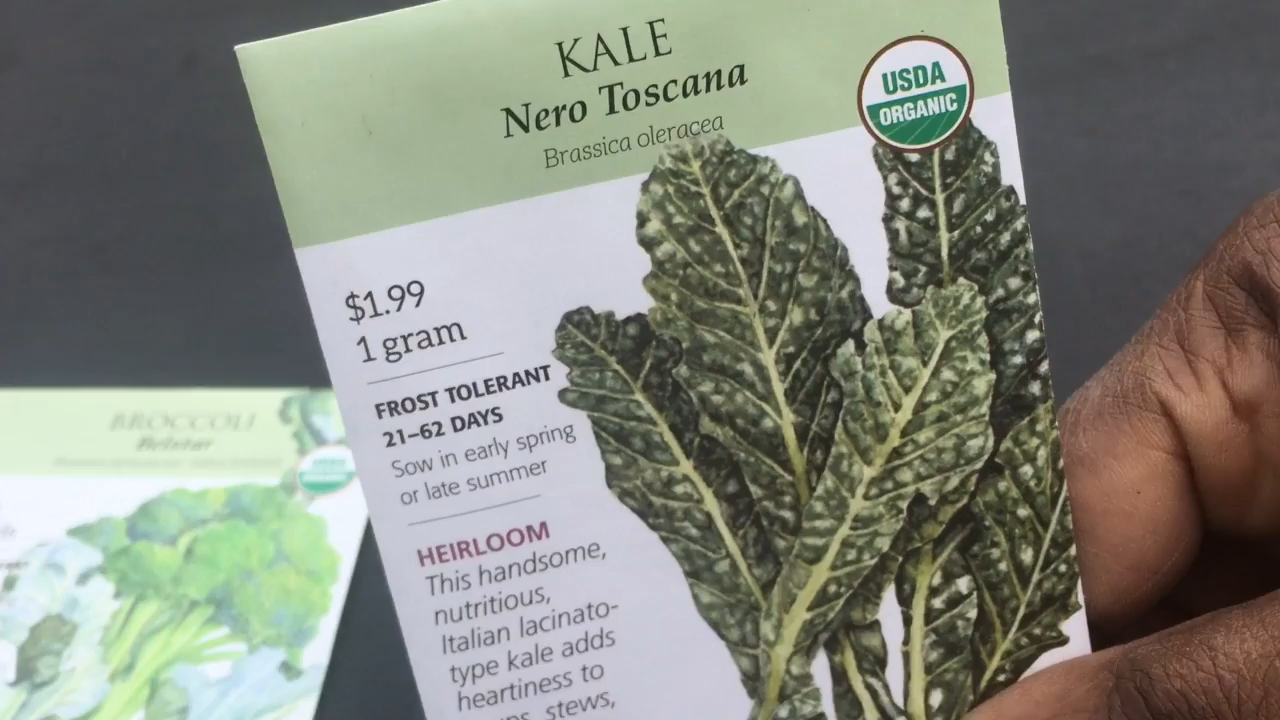 KALE
Nero Toscana
Brassica oleracea
USDA
ORGANIC
$1.99
1 gram
FROST TOLERANT
21–62 DAYS
Sow in early spring
or late summer
HEIRLOOM
This handsome,
nutritious,
Italian lacinato-
type kale adds
heartiness to
stews,
BROCCOLI
Belstar